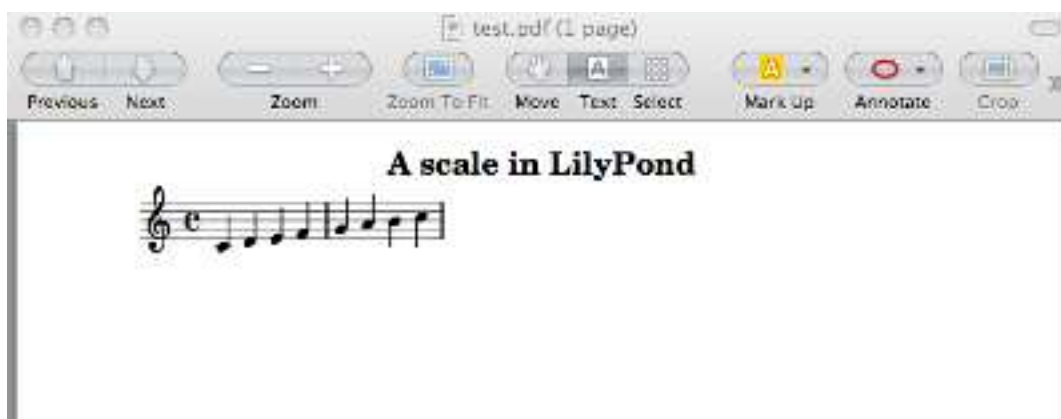 test.pdf (1 page)
Previous Next Zoom Zoom To Fit Move Text Select Mark Up Annotate Crop
A scale in LilyPond